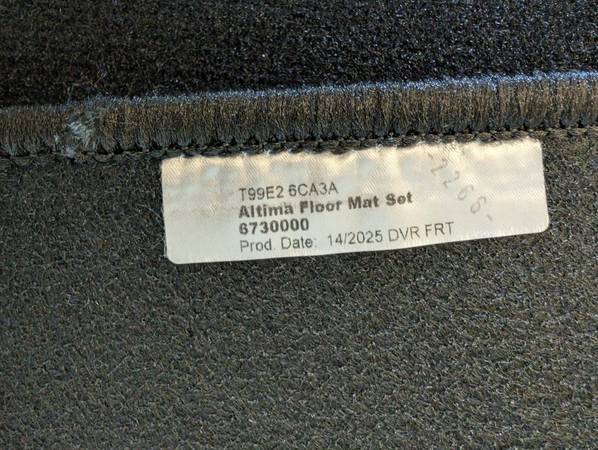 T99E2 6CA3A
Altima Floor Mat Set
6730000
Prod. Date: 14/2025 DVR FRT
-2266-